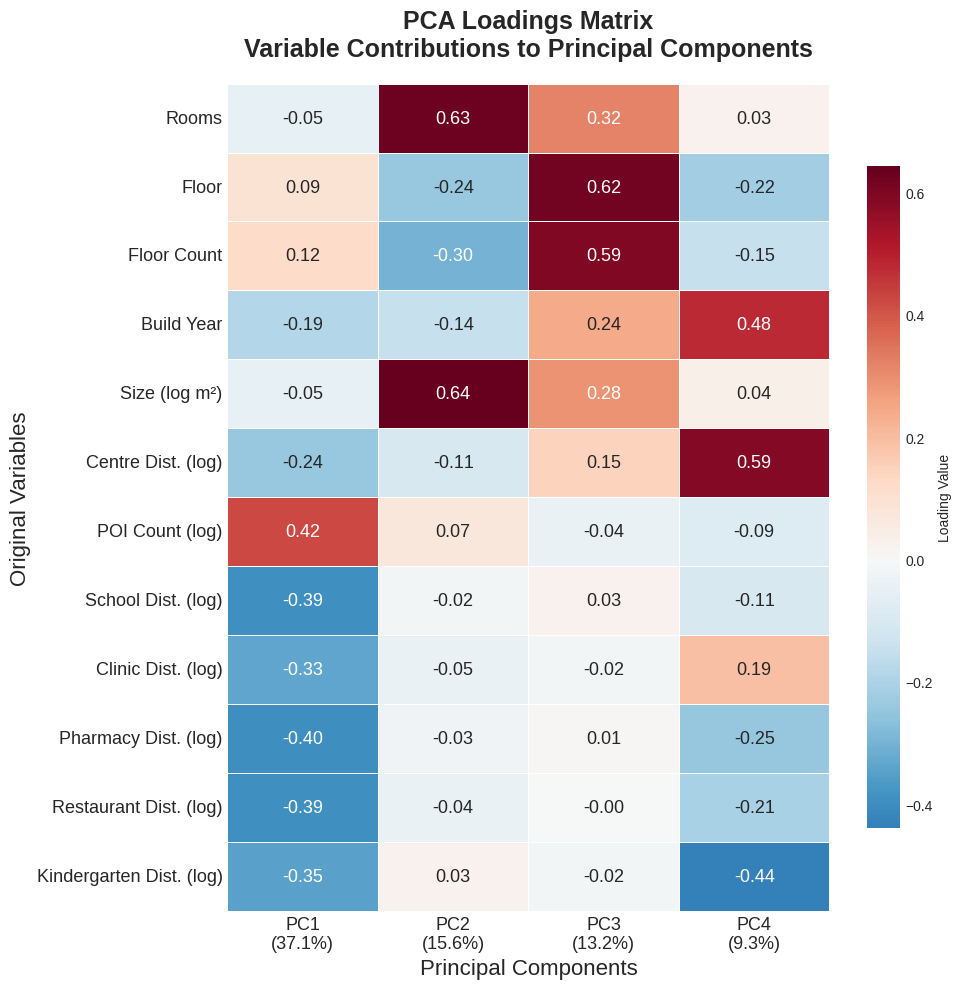 PCA Loadings Matrix
Variable Contributions to Principal Components
Original Variables
Rooms -0.05 0.63 0.32 0.03
Floor 0.09 -0.24 0.62 -0.22
Floor Count 0.12 -0.30 0.59 -0.15
Build Year -0.19 -0.14 0.24 0.48
Size (log m²) -0.05 0.64 0.28 0.04
Centre Dist. (log) -0.24 -0.11 0.15 0.59
POI Count (log) 0.42 0.07 -0.04 -0.09
School Dist. (log) -0.39 -0.02 0.03 -0.11
Clinic Dist. (log) -0.33 -0.05 -0.02 0.19
Pharmacy Dist. (log) -0.40 -0.03 0.01 -0.25
Restaurant Dist. (log) -0.39 -0.04 -0.00 -0.21
Kindergarten Dist. (log) -0.35 0.03 -0.02 -0.44
PC1 PC2 PC3 PC4
(37.1%) (15.6%) (13.2%) (9.3%)
Principal Components
0.6
0.4
0.2
0.0
−0.2
−0.4
Loading Value